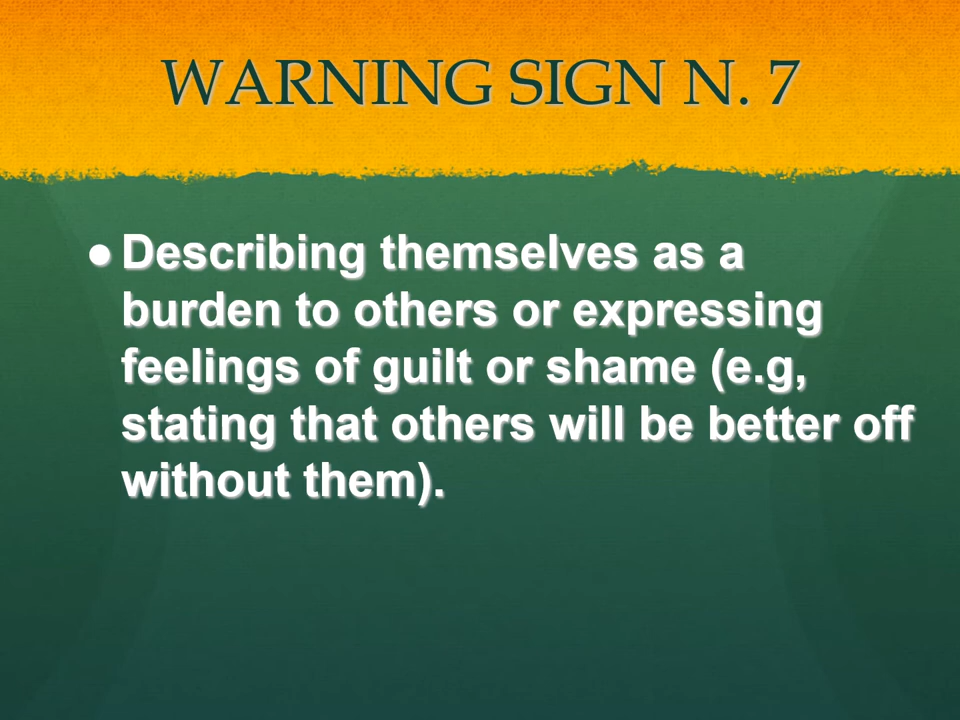 WARNING SIGN N. 7
● Describing themselves as a
burden to others or expressing
feelings of guilt or shame (e.g,
stating that others will be better off
without them).